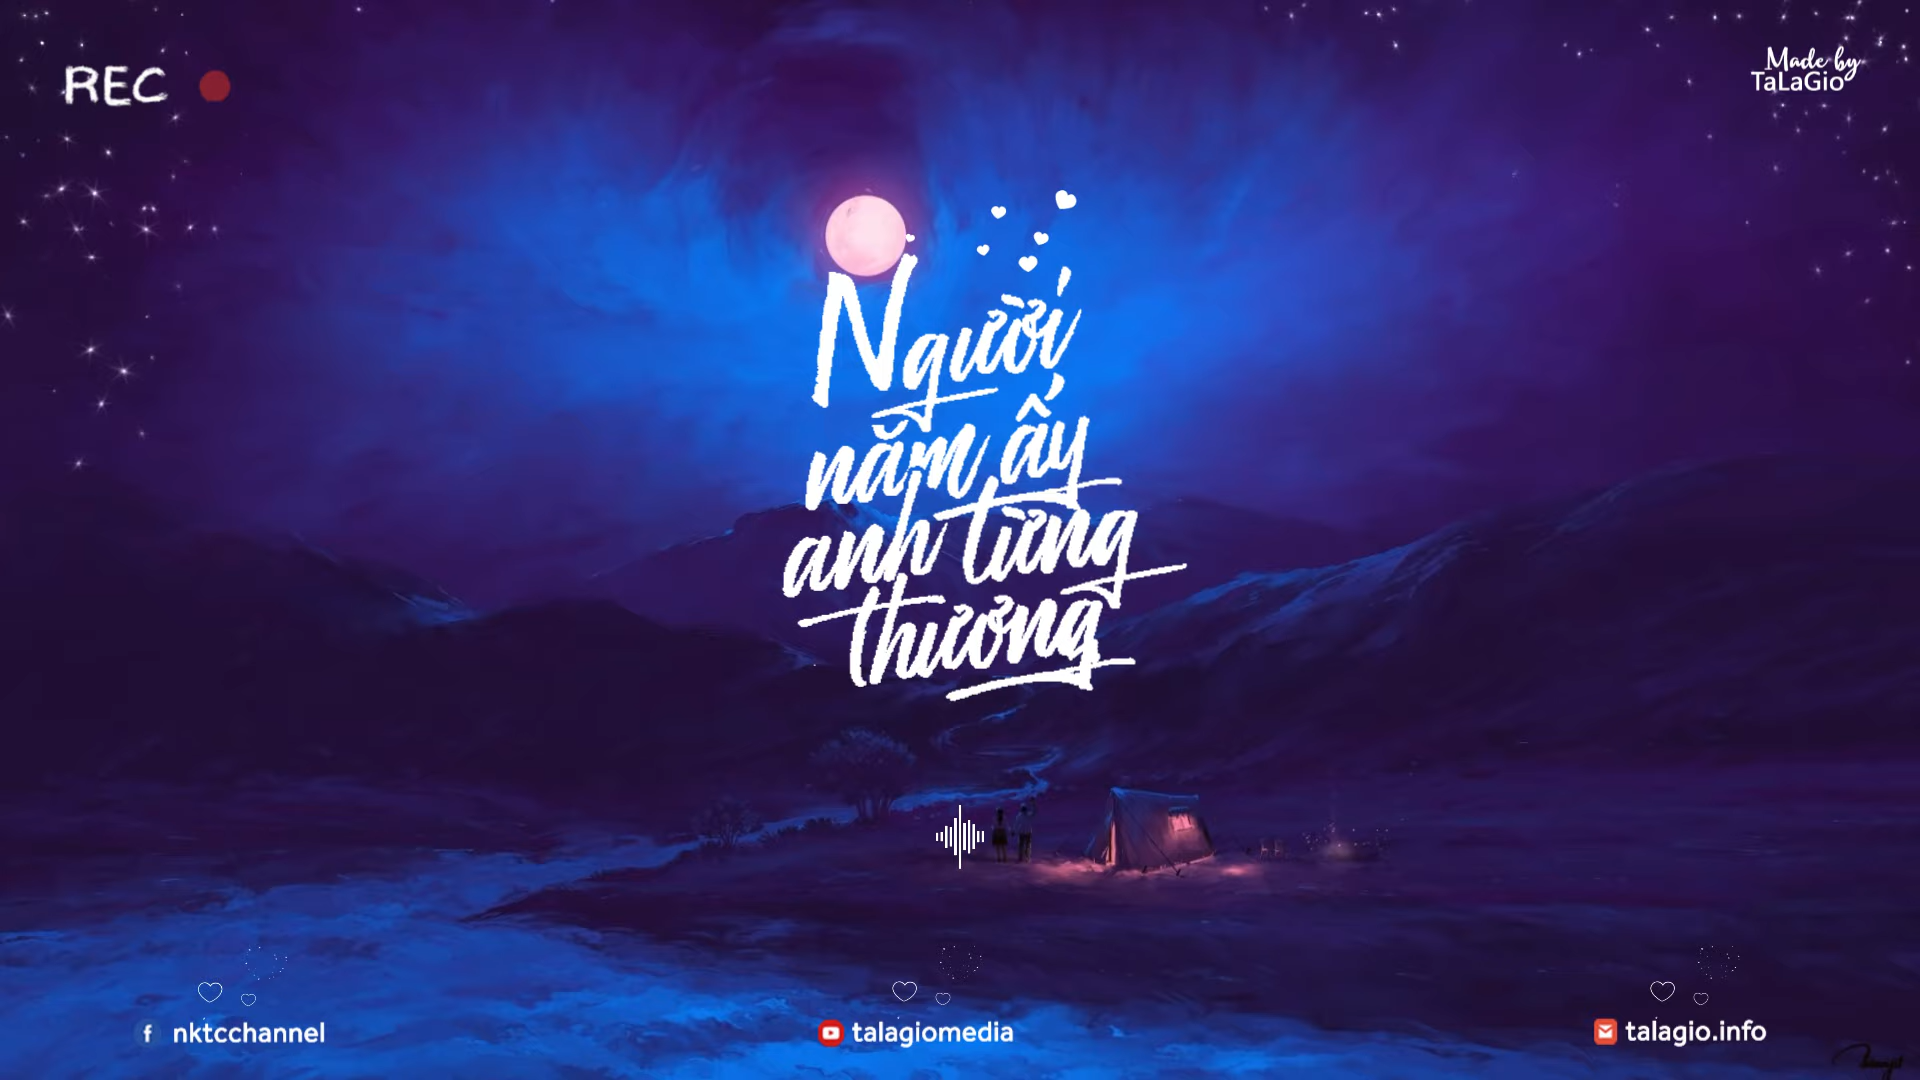 REC
Made by
TaLaGio
Người
năm ấy
anh từng
thương
nktcchannel
talagiomedia
talagio.info